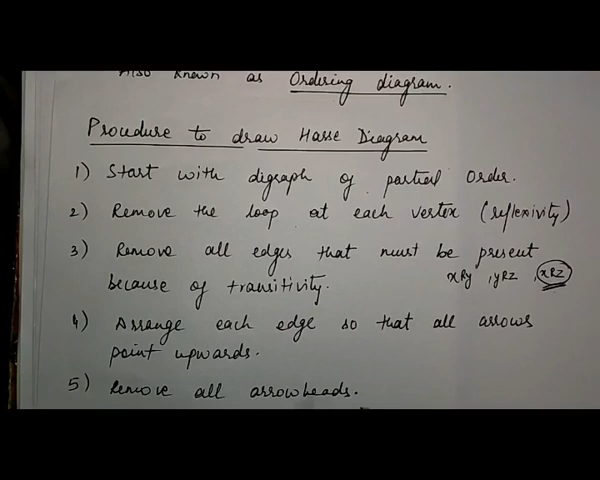 Also known as Ordering diagram.
Procedure to draw Hasse Diagram
1) Start with digraph of partial Order.
2) Remove the loop at each vertex (reflexivity)
3) Remove all edges that must be present
because of transitivity. xRy , yRz , xRz
4) Arrange each edge so that all arrows
point upwards.
5) Remove all arrowheads.